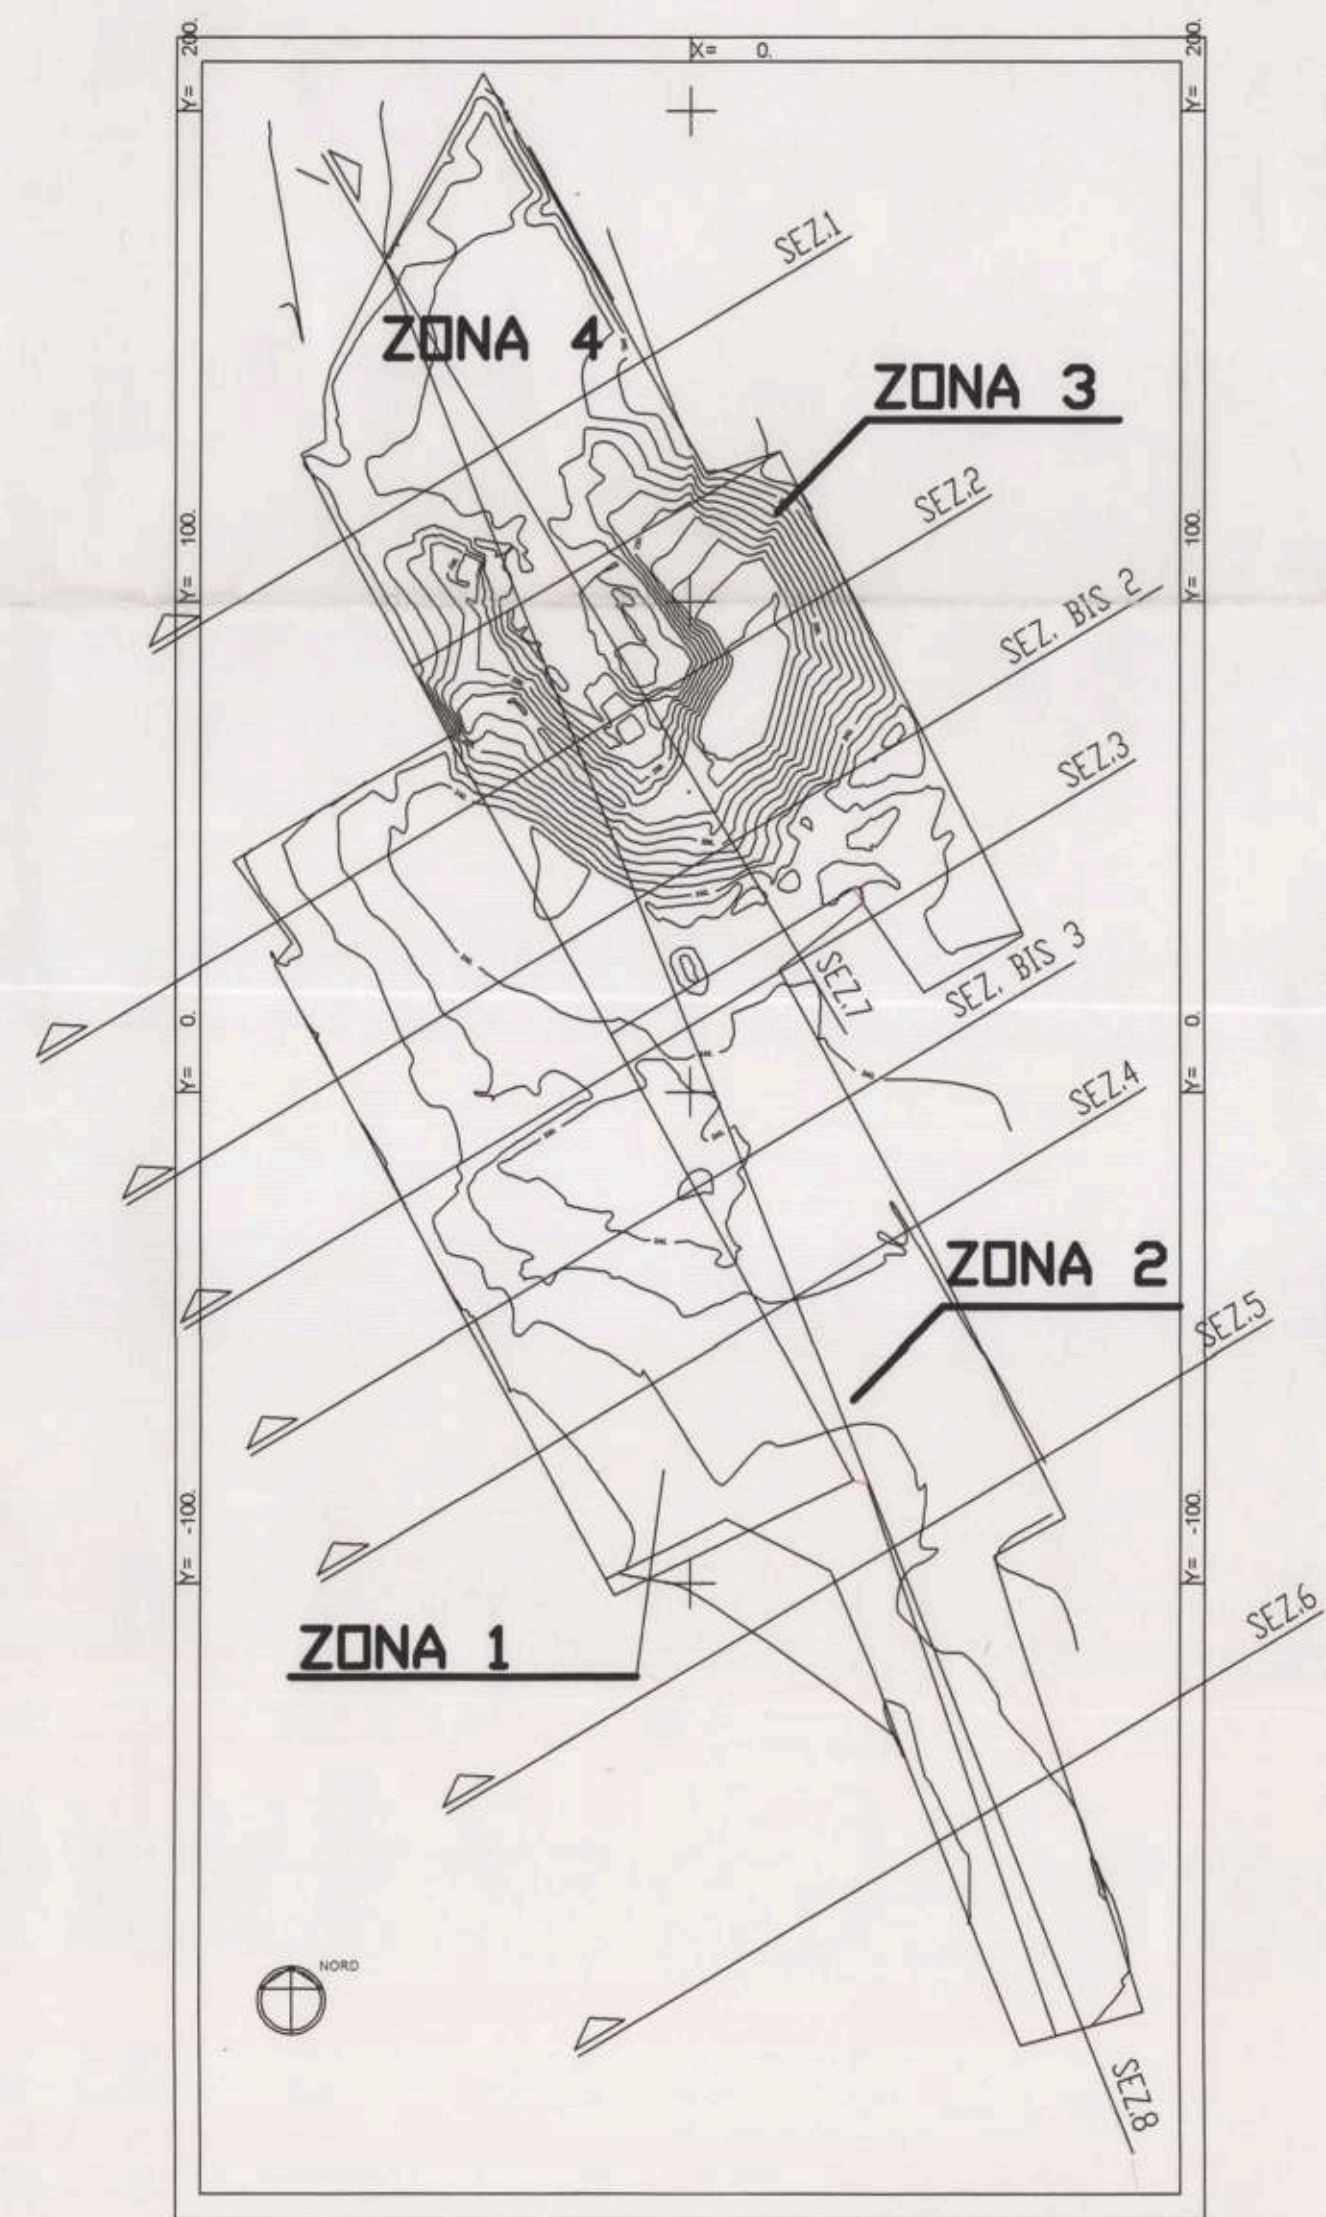 X= 0.
Y= 200.
Y= 200.
SEZ.1
ZONA 4
ZONA 3
SEZ.2
Y= 100.
Y= 100.
SEZ. BIS 2
SEZ.3
SEZ. BIS 3
SEZ.7
Y= 0.
Y= 0.
SEZ.4
ZONA 2
SEZ.5
Y= -100.
Y= -100.
SEZ.6
ZONA 1
NORD
SEZ.8